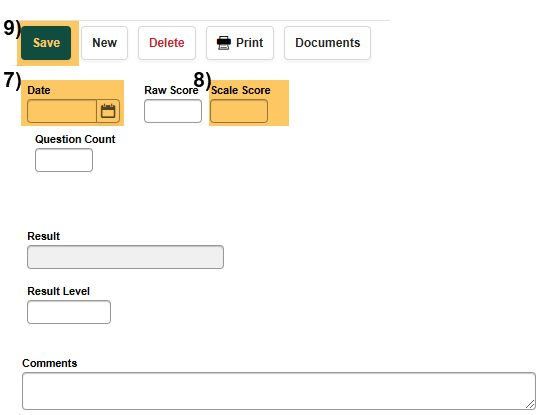 9) Save New Delete Print Documents
7) Date Raw Score 8) Scale Score
Question Count
Result
Result Level
Comments